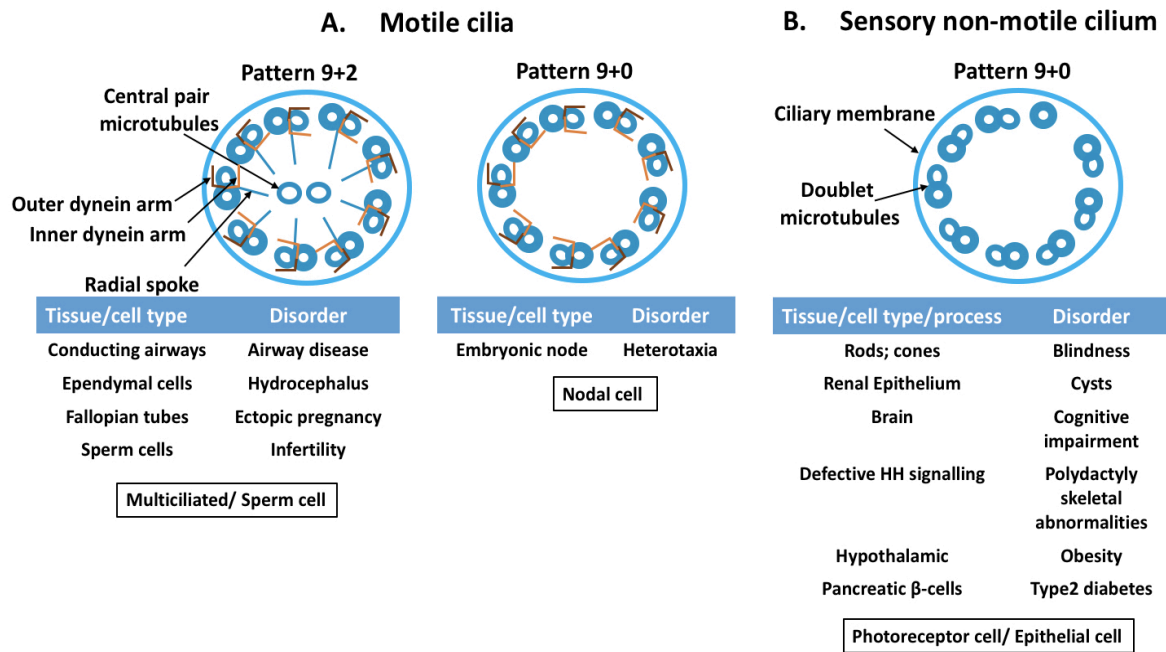 A. Motile cilia
B. Sensory non-motile cilium
Pattern 9+2
Central pair
microtubules
Outer dynein arm
Inner dynein arm
Radial spoke
Tissue/cell type Disorder
Conducting airways Airway disease
Ependymal cells Hydrocephalus
Fallopian tubes Ectopic pregnancy
Sperm cells Infertility
Multiciliated/ Sperm cell
Pattern 9+0
Tissue/cell type Disorder
Embryonic node Heterotaxia
Nodal cell
Pattern 9+0
Ciliary membrane
Doublet
microtubules
Tissue/cell type/process Disorder
Rods; cones Blindness
Renal Epithelium Cysts
Brain Cognitive
impairment
Defective HH signalling Polydactyly
skeletal
abnormalities
Hypothalamic Obesity
Pancreatic β-cells Type2 diabetes
Photoreceptor cell/ Epithelial cell